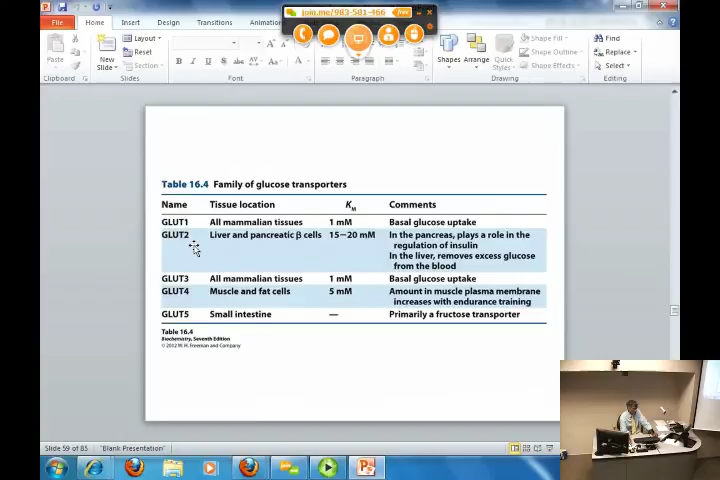 join.me/983-501-466 free
File Home Insert Design Transitions Animations
Paste
Clipboard
New Slide
Layout
Reset
Section
Slides
Font
Paragraph
Shapes Arrange Quick Styles
Shape Fill
Shape Outline
Shape Effects
Drawing
Find
Replace
Select
Editing
Table 16.4 Family of glucose transporters
Name Tissue location KM Comments
GLUT1 All mammalian tissues 1 mM Basal glucose uptake
GLUT2 Liver and pancreatic β cells 15–20 mM In the pancreas, plays a role in the
regulation of insulin
In the liver, removes excess glucose
from the blood
GLUT3 All mammalian tissues 1 mM Basal glucose uptake
GLUT4 Muscle and fat cells 5 mM Amount in muscle plasma membrane
increases with endurance training
GLUT5 Small intestine — Primarily a fructose transporter
Table 16.4
Biochemistry, Seventh Edition
© 2012 W. H. Freeman and Company
Slide 59 of 85 "Blank Presentation"